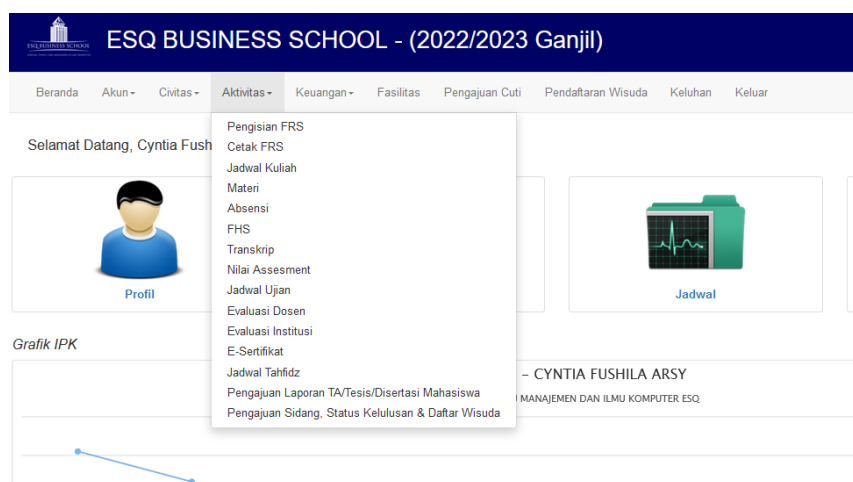 ESQ BUSINESS SCHOOL
ESQ BUSINESS SCHOOL - (2022/2023 Ganjil)
Beranda Akun Civitas Aktivitas Keuangan Fasilitas Pengajuan Cuti Pendaftaran Wisuda Keluhan Keluar
Selamat Datang, Cyntia Fush
Pengisian FRS
Cetak FRS
Jadwal Kuliah
Materi
Absensi
FHS
Transkrip
Nilai Assesment
Jadwal Ujian
Evaluasi Dosen
Evaluasi Institusi
E-Sertifikat
Jadwal Tahfidz
Pengajuan Laporan TA/Tesis/Disertasi Mahasiswa
Pengajuan Sidang, Status Kelulusan & Daftar Wisuda
Profil
Jadwal
Grafik IPK
– CYNTIA FUSHILA ARSY
MANAJEMEN DAN ILMU KOMPUTER ESQ